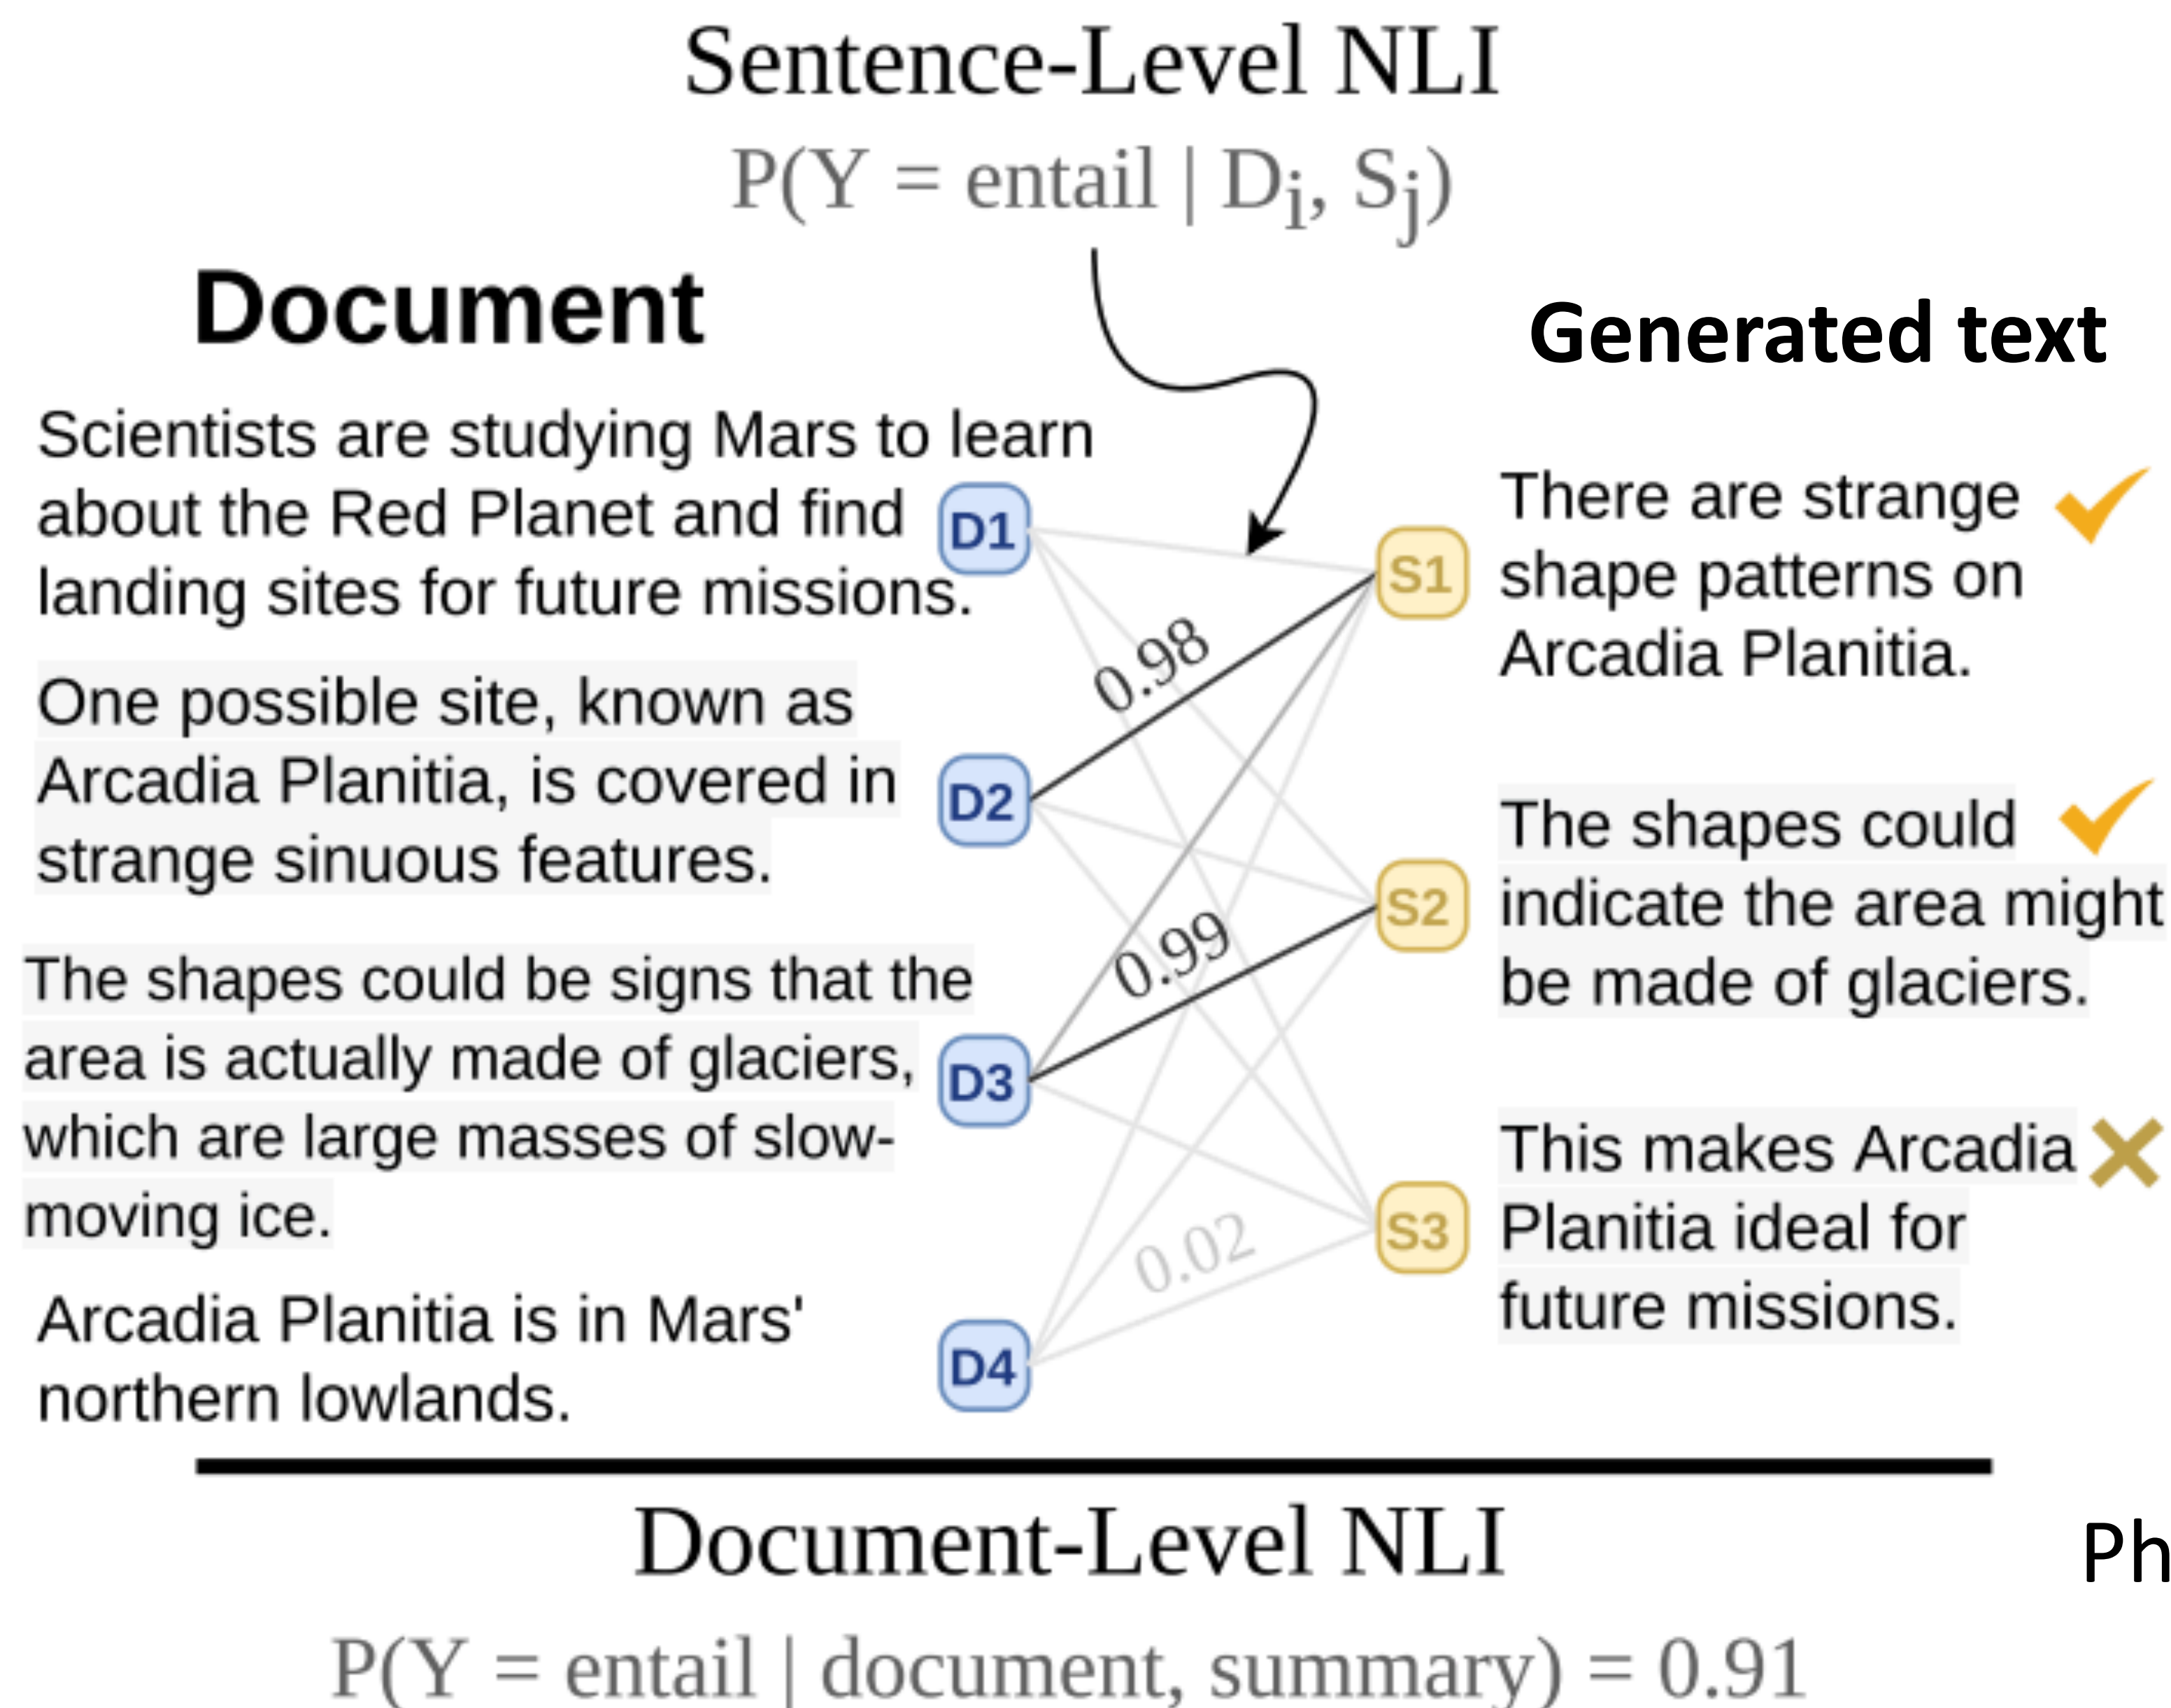 Sentence-Level NLI
P(Y = entail | Di, Sj)
Document
Generated text
Scientists are studying Mars to learn
about the Red Planet and find
landing sites for future missions.
D1
One possible site, known as
Arcadia Planitia, is covered in
strange sinuous features.
D2
The shapes could be signs that the
area is actually made of glaciers,
which are large masses of slow-
moving ice.
D3
Arcadia Planitia is in Mars'
northern lowlands.
D4
0.98
0.99
0.02
S1
There are strange
shape patterns on
Arcadia Planitia.
S2
The shapes could
indicate the area might
be made of glaciers.
S3
This makes Arcadia
Planitia ideal for
future missions.
Document-Level NLI
P(Y = entail | document, summary) = 0.91
Ph